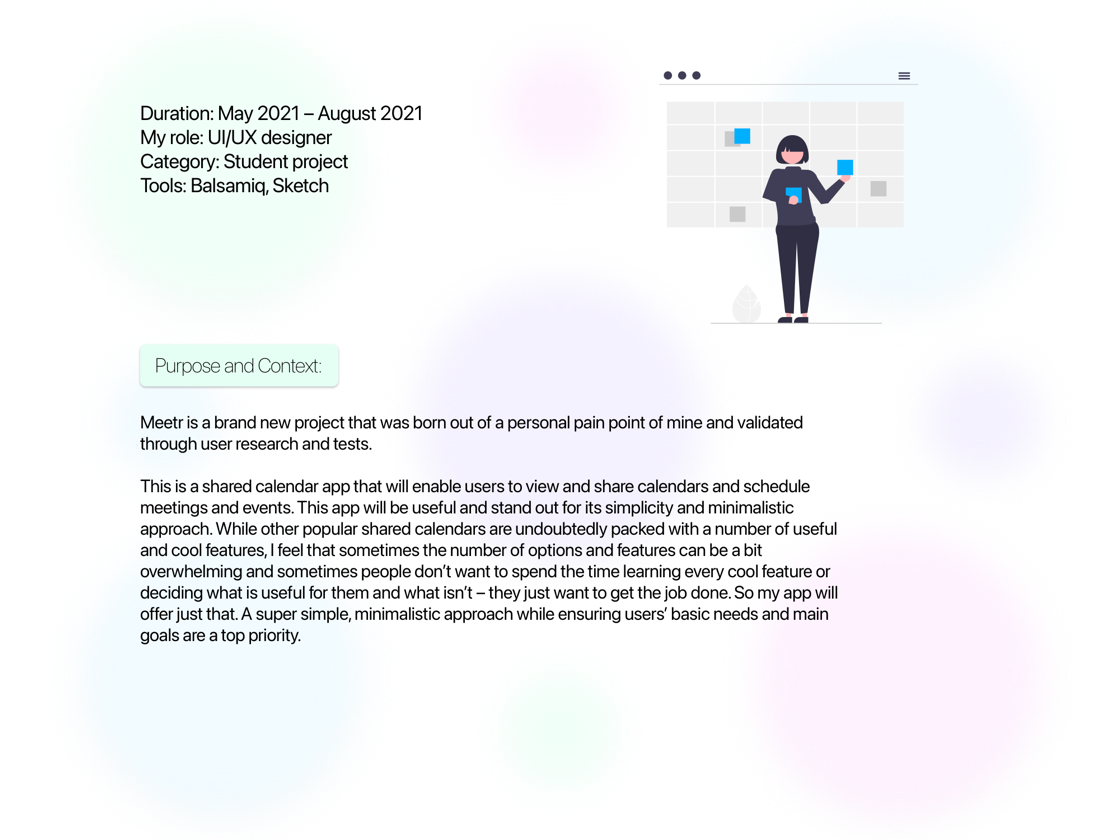 Duration: May 2021 – August 2021
My role: UI/UX designer
Category: Student project
Tools: Balsamiq, Sketch
Purpose and Context:
Meetr is a brand new project that was born out of a personal pain point of mine and validated
through user research and tests.
This is a shared calendar app that will enable users to view and share calendars and schedule
meetings and events. This app will be useful and stand out for its simplicity and minimalistic
approach. While other popular shared calendars are undoubtedly packed with a number of useful
and cool features, I feel that sometimes the number of options and features can be a bit
overwhelming and sometimes people don’t want to spend the time learning every cool feature or
deciding what is useful for them and what isn’t – they just want to get the job done. So my app will
offer just that. A super simple, minimalistic approach while ensuring users’ basic needs and main
goals are a top priority.